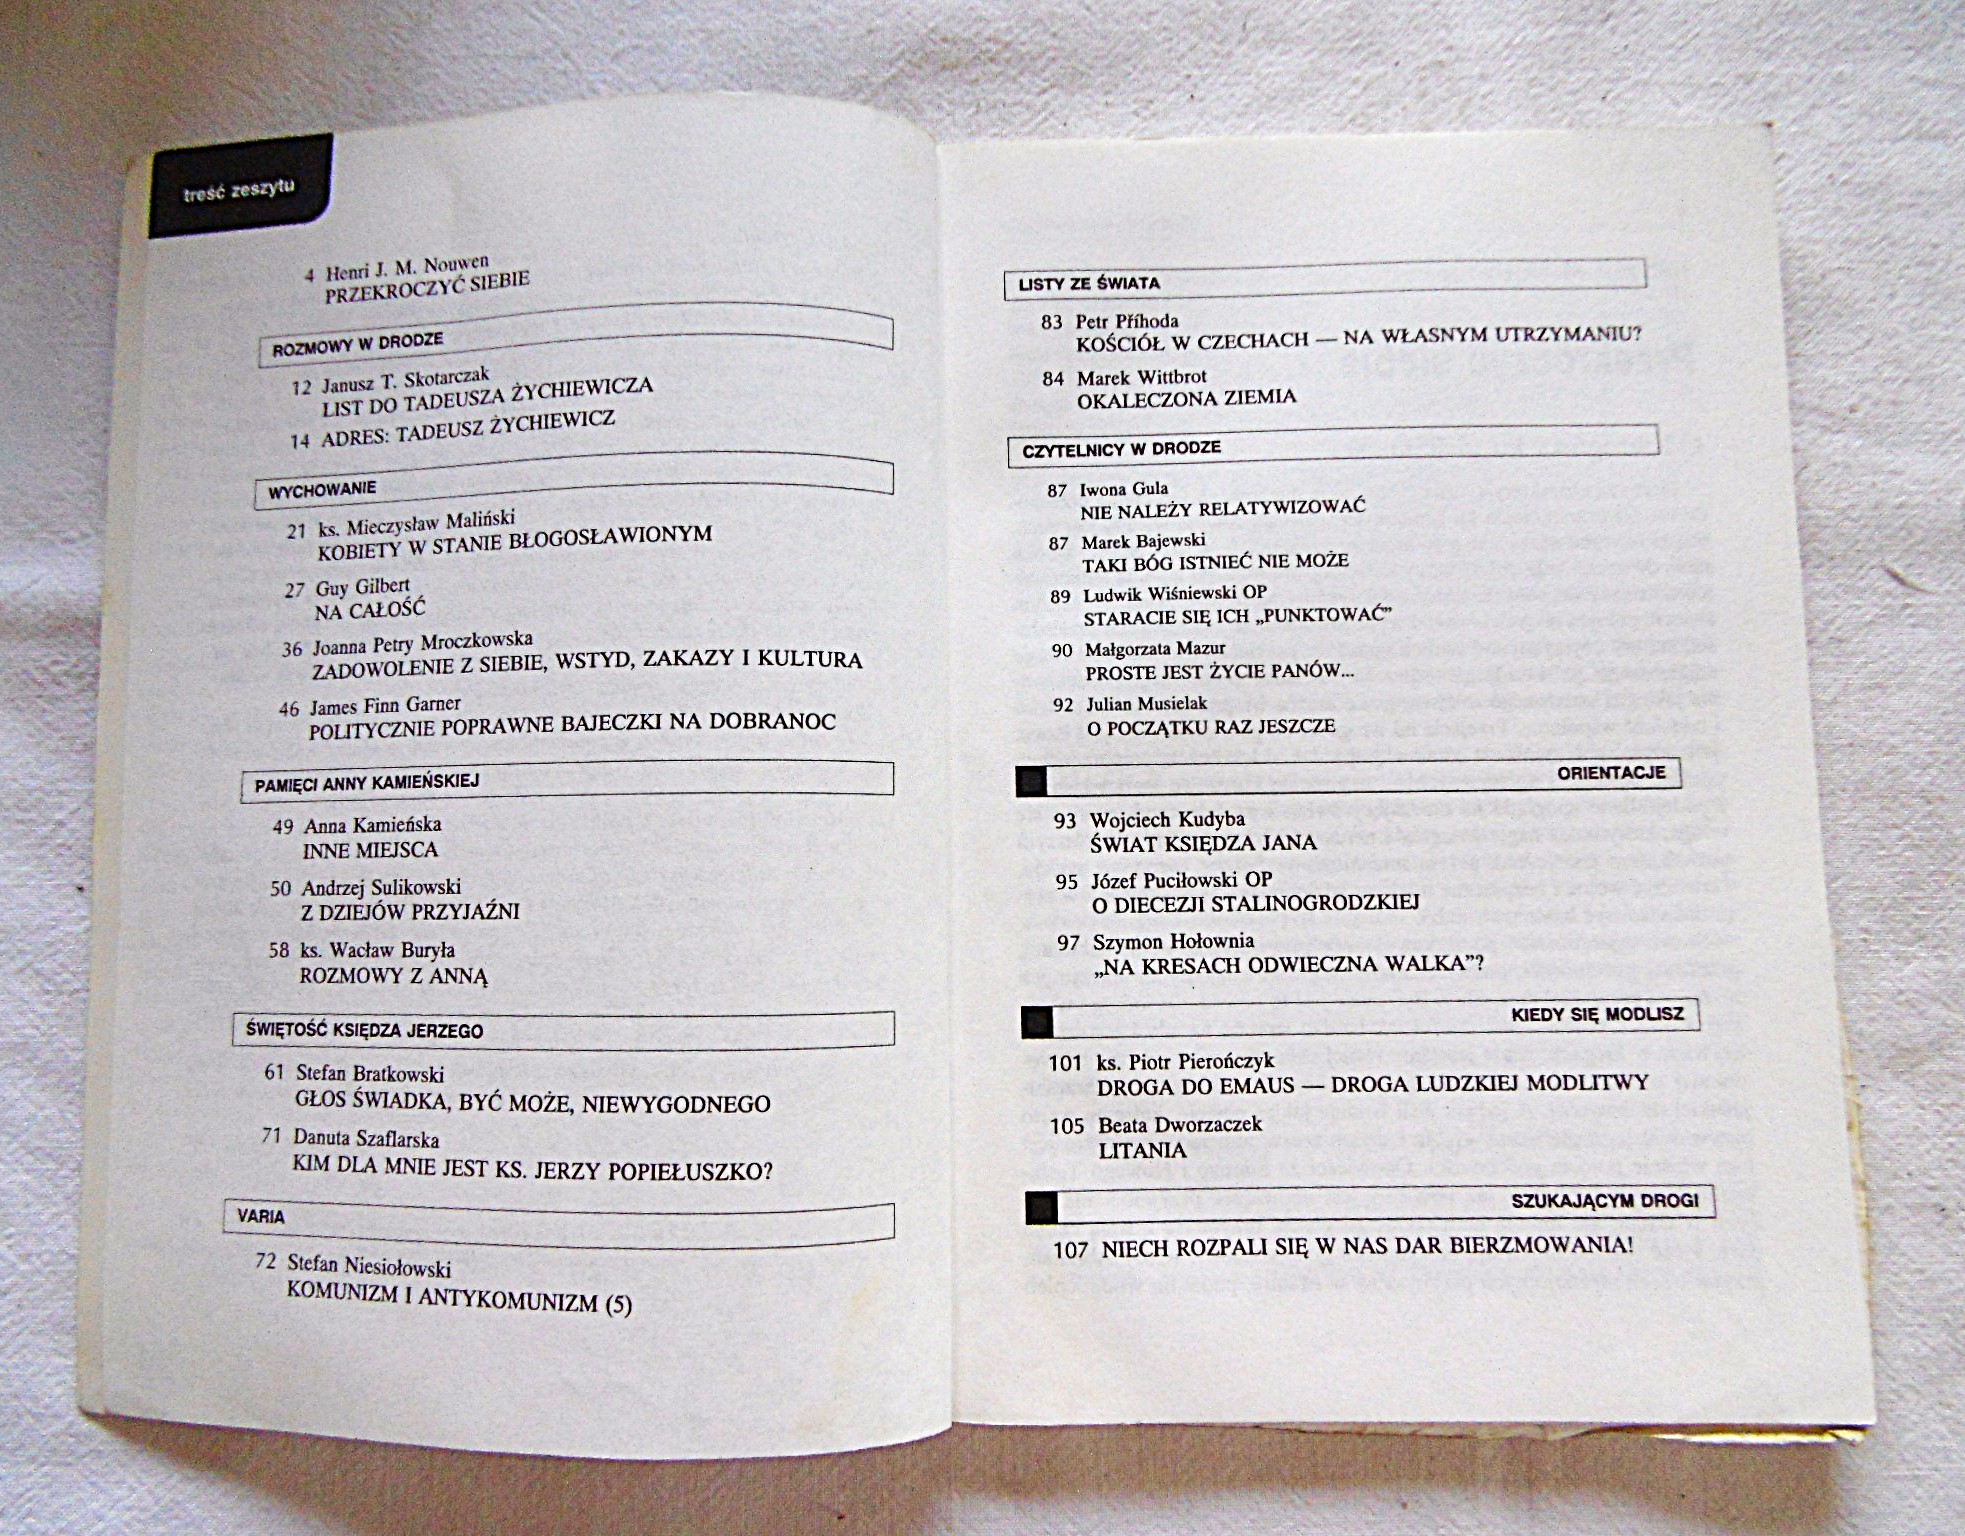 treść zeszytu
4 Henri J. M. Nouwen
PRZEKROCZYĆ SIEBIE
ROZMOWY W DRODZE
12 Janusz T. Skotarczak
LIST DO TADEUSZA ŻYCHIEWICZA
14 ADRES: TADEUSZ ŻYCHIEWICZ
WYCHOWANIE
21 ks. Mieczysław Maliński
KOBIETY W STANIE BŁOGOSŁAWIONYM
27 Guy Gilbert
NA CAŁOŚĆ
36 Joanna Petry Mroczkowska
ZADOWOLENIE Z SIEBIE, WSTYD, ZAKAZY I KULTURA
46 James Finn Garner
POLITYCZNIE POPRAWNE BAJECZKI NA DOBRANOC
PAMIĘCI ANNY KAMIEŃSKIEJ
49 Anna Kamieńska
INNE MIEJSCA
50 Andrzej Sulikowski
Z DZIEJÓW PRZYJAŹNI
58 ks. Wacław Buryła
ROZMOWY Z ANNĄ
ŚWIĘTOŚĆ KSIĘDZA JERZEGO
61 Stefan Bratkowski
GŁOS ŚWIADKA, BYĆ MOŻE, NIEWYGODNEGO
71 Danuta Szaflarska
KIM DLA MNIE JEST KS. JERZY POPIEŁUSZKO?
VARIA
72 Stefan Niesiołowski
KOMUNIZM I ANTYKOMUNIZM (5)
LISTY ZE ŚWIATA
83 Petr Příhoda
KOŚCIÓŁ W CZECHACH — NA WŁASNYM UTRZYMANIU?
84 Marek Wittbrot
OKALECZONA ZIEMIA
CZYTELNICY W DRODZE
87 Iwona Gula
NIE NALEŻY RELATYWIZOWAĆ
87 Marek Bajewski
TAKI BÓG ISTNIEĆ NIE MOŻE
89 Ludwik Wiśniewski OP
STARACIE SIĘ ICH „PUNKTOWAĆ”
90 Małgorzata Mazur
PROSTE JEST ŻYCIE PANÓW...
92 Julian Musielak
O POCZĄTKU RAZ JESZCZE
ORIENTACJE
93 Wojciech Kudyba
ŚWIAT KSIĘDZA JANA
95 Józef Puciłowski OP
O DIECEZJI STALINOGRODZKIEJ
97 Szymon Hołownia
„NA KRESACH ODWIECZNA WALKA”?
KIEDY SIĘ MODLISZ
101 ks. Piotr Pierończyk
DROGA DO EMAUS — DROGA LUDZKIEJ MODLITWY
105 Beata Dworzaczek
LITANIA
SZUKAJĄCYM DROGI
107 NIECH ROZPALI SIĘ W NAS DAR BIERZMOWANIA!